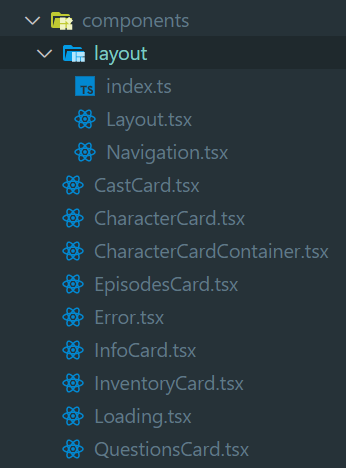 components
layout
TS index.ts
Layout.tsx
Navigation.tsx
CastCard.tsx
CharacterCard.tsx
CharacterCardContainer.tsx
EpisodesCard.tsx
Error.tsx
InfoCard.tsx
InventoryCard.tsx
Loading.tsx
QuestionsCard.tsx